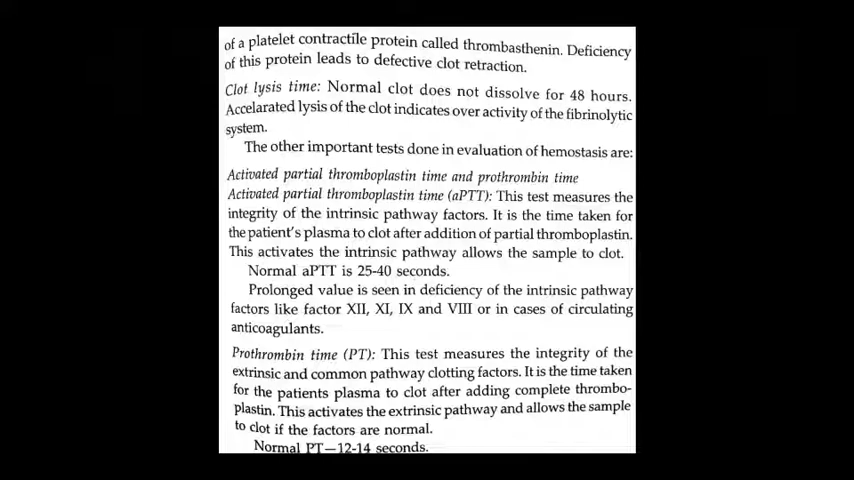 of a platelet contractile protein called thrombasthenin. Deficiency
of this protein leads to defective clot retraction.
Clot lysis time: Normal clot does not dissolve for 48 hours.
Accelarated lysis of the clot indicates over activity of the fibrinolytic
system.
The other important tests done in evaluation of hemostasis are:
Activated partial thromboplastin time and prothrombin time
Activated partial thromboplastin time (aPTT): This test measures the
integrity of the intrinsic pathway factors. It is the time taken for
the patient's plasma to clot after addition of partial thromboplastin.
This activates the intrinsic pathway allows the sample to clot.
Normal aPTT is 25-40 seconds.
Prolonged value is seen in deficiency of the intrinsic pathway
factors like factor XII, XI, IX and VIII or in cases of circulating
anticoagulants.
Prothrombin time (PT): This test measures the integrity of the
extrinsic and common pathway clotting factors. It is the time taken
for the patients plasma to clot after adding complete thrombo-
plastin. This activates the extrinsic pathway and allows the sample
to clot if the factors are normal.
Normal PT—12-14 seconds.